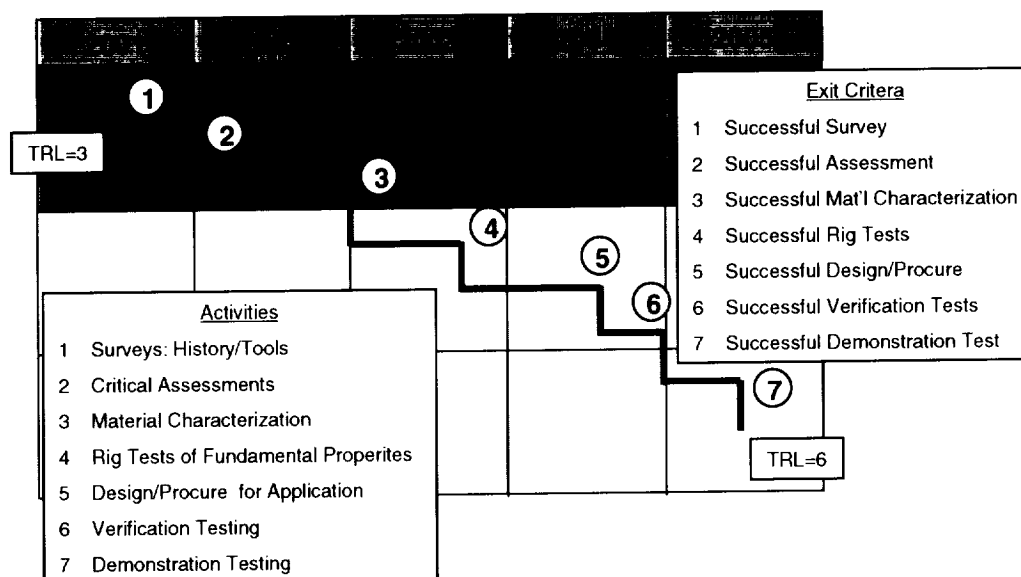 1
2
TRL=3
3
4
5
6
7
TRL=6
Exit Critera
1 Successful Survey
2 Successful Assessment
3 Successful Mat'l Characterization
4 Successful Rig Tests
5 Successful Design/Procure
6 Successful Verification Tests
7 Successful Demonstration Test
Activities
1 Surveys: History/Tools
2 Critical Assessments
3 Material Characterization
4 Rig Tests of Fundamental Properites
5 Design/Procure for Application
6 Verification Testing
7 Demonstration Testing